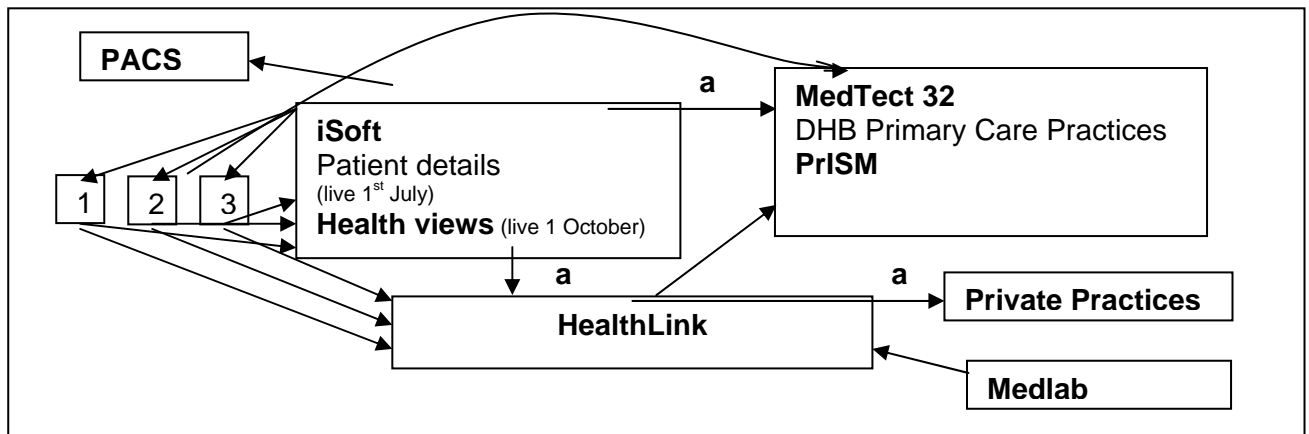 PACS
a
MedTect 32
DHB Primary Care Practices
PrISM
iSoft
Patient details
(live 1st July)
Health views (live 1 October)
1
2
3
a
a
HealthLink
Private Practices
Medlab